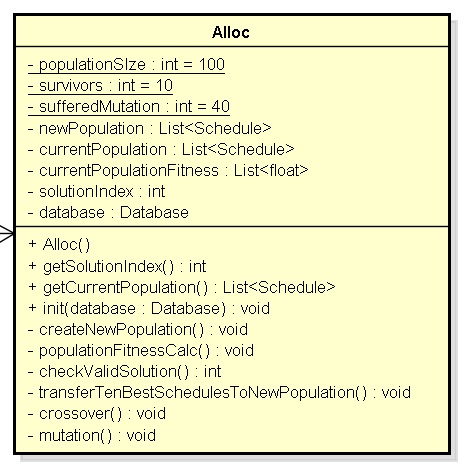 Alloc
- populationSIze : int = 100
- survivors : int = 10
- sufferedMutation : int = 40
- newPopulation : List<Schedule>
- currentPopulation : List<Schedule>
- currentPopulationFitness : List<float>
- solutionIndex : int
- database : Database
+ Alloc()
+ getSolutionIndex() : int
+ getCurrentPopulation() : List<Schedule>
+ init(database : Database) : void
- createNewPopulation() : void
- populationFitnessCalc() : void
- checkValidSolution() : int
- transferTenBestSchedulesToNewPopulation() : void
- crossover() : void
- mutation() : void